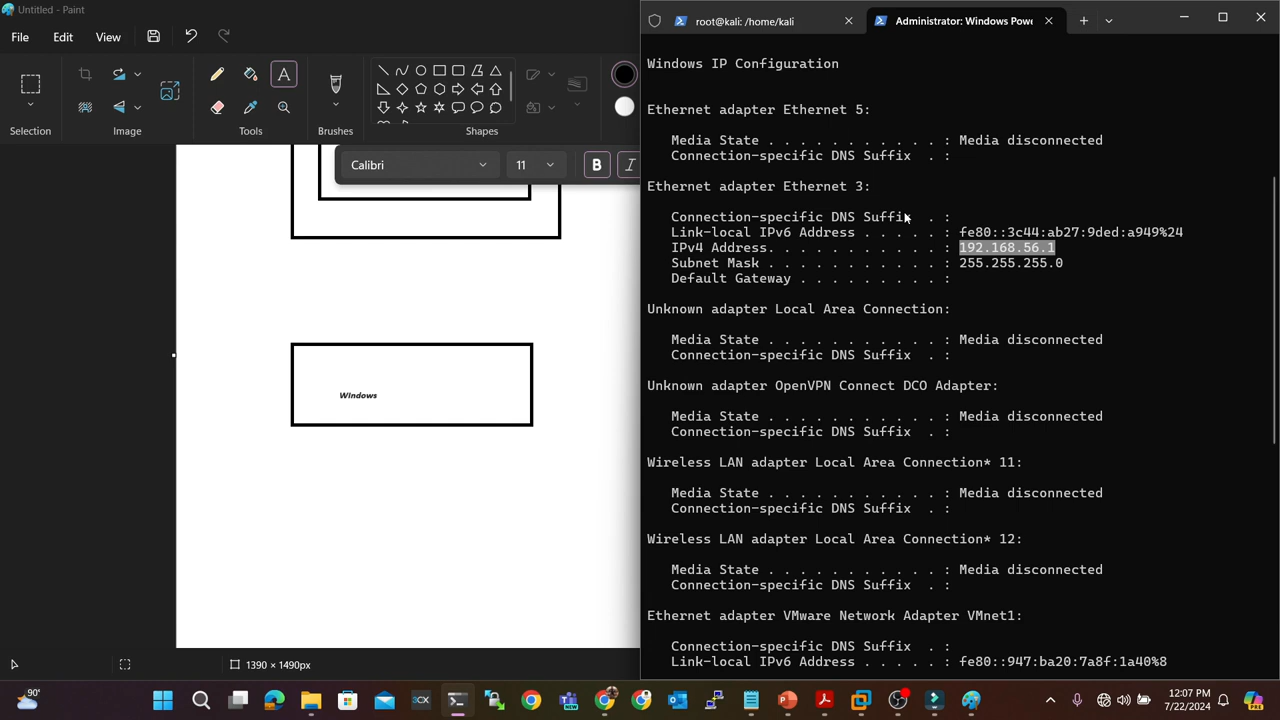 Untitled - Paint
File Edit View
Selection
Image
Tools
Brushes
Shapes
Calibri
11
B
I
WIndows
1390 × 1490px
root@kali: /home/kali
Administrator: Windows Pow
Windows IP Configuration
Ethernet adapter Ethernet 5:
Media State . . . . . . . . . . . : Media disconnected
Connection-specific DNS Suffix . :
Ethernet adapter Ethernet 3:
Connection-specific DNS Suffix . :
Link-local IPv6 Address . . . . . : fe80::3c44:ab27:9ded:a949%24
IPv4 Address. . . . . . . . . . . : 192.168.56.1
Subnet Mask . . . . . . . . . . . : 255.255.255.0
Default Gateway . . . . . . . . . :
Unknown adapter Local Area Connection:
Media State . . . . . . . . . . . : Media disconnected
Connection-specific DNS Suffix . :
Unknown adapter OpenVPN Connect DCO Adapter:
Media State . . . . . . . . . . . : Media disconnected
Connection-specific DNS Suffix . :
Wireless LAN adapter Local Area Connection* 11:
Media State . . . . . . . . . . . : Media disconnected
Connection-specific DNS Suffix . :
Wireless LAN adapter Local Area Connection* 12:
Media State . . . . . . . . . . . : Media disconnected
Connection-specific DNS Suffix . :
Ethernet adapter VMware Network Adapter VMnet1:
Connection-specific DNS Suffix . :
Link-local IPv6 Address . . . . . : fe80::947:ba20:7a8f:1a40%8
90°
12:07 PM
7/22/2024